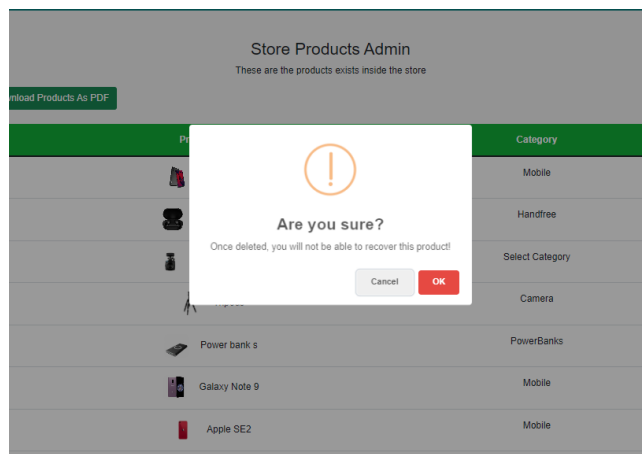 Store Products Admin
These are the products exists inside the store
Products As PDF
Category
Mobile
Are you sure?
Handfree
Once deleted, you will not be able to recover this product!
Select Category
Cancel
OK
Camera
Power bank s
PowerBanks
Galaxy Note 9
Mobile
Apple SE2
Mobile